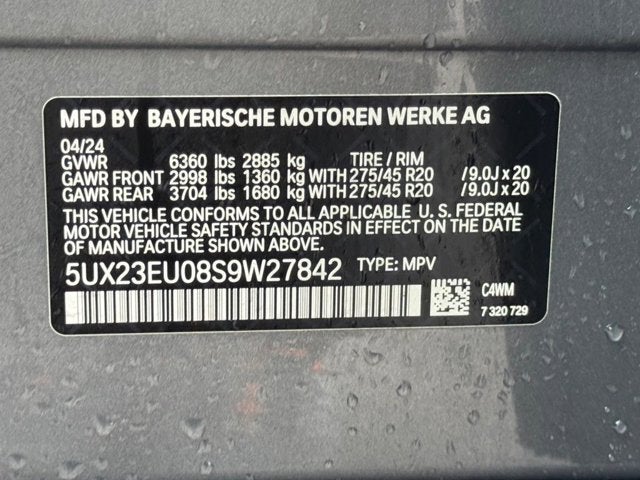 MFD BY BAYERISCHE MOTOREN WERKE AG
04/24
GVWR 6360 lbs 2885 kg TIRE / RIM
GAWR FRONT 2998 lbs 1360 kg WITH 275/45 R20 /9.0J x 20
GAWR REAR 3704 lbs 1680 kg WITH 275/45 R20 /9.0J x 20
THIS VEHICLE CONFORMS TO ALL APPLICABLE U. S. FEDERAL
MOTOR VEHICLE SAFETY STANDARDS IN EFFECT ON THE DATE
OF MANUFACTURE SHOWN ABOVE.
5UX23EU08S9W27842 TYPE: MPV
C4WM
7 320 729